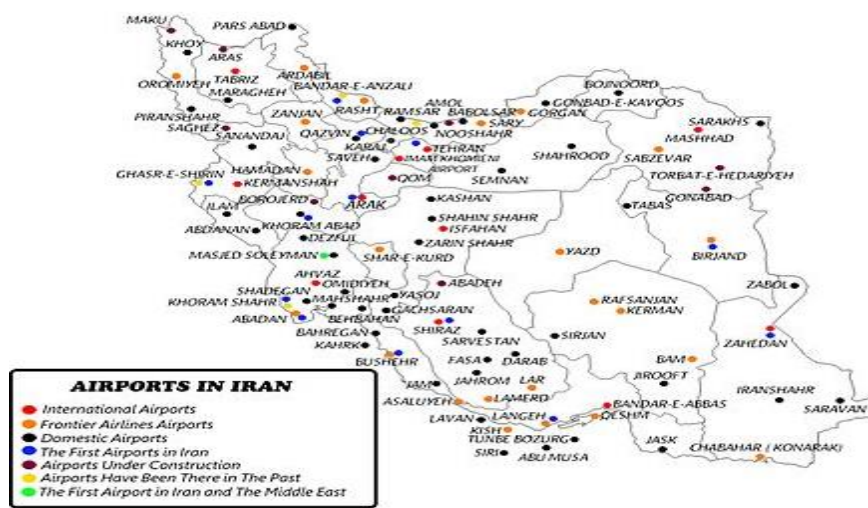 MAKU
PARS ABAD
KHOY
ARAS
TABRIZ
ARDABIL
OROMIYEH
MARAGHEH
BANDAR-E-ANZALI
BOJNOORD
PIRANSHAHR
ZANJAN
RASHT
RAMSAR
AMOL
BABOLSAR
GONBAD-E-KAVOOS
GORGAN
SARAKHS
SAGHEZ
SANANDAJ
QAZVIN
CHALOOS
NOOSHAHR
SARY
MASHHAD
KARAJ
TEHRAN
SAVEH
IMAM KHOMIENI
AIRPORT
SHAHROOD
SABZEVAR
HAMADAN
GHASR-E-SHIRIN
KERMANSHAH
QOM
SEMNAN
TORBAT-E-HEDARIYEH
GONABAD
ILAM
BOROJERD
ARAK
KASHAN
TABAS
ABDANAN
KHORAM ABAD
SHAHIN SHAHR
ISFAHAN
DEZFUL
ZARIN SHAHR
MASJED SOLEYMAN
SHAR-E-KURD
YAZD
BIRJAND
AHVAZ
OMIDIYEH
ABADEH
ZABOL
SHADEGAN
KHORAM SHAHR
MAHSHAHR
YASOJ
GACHSARAN
RAFSANJAN
KERMAN
ABADAN
BEHBAHAN
SHIRAZ
BAHREGAN
SARVESTAN
SIRJAN
ZAHEDAN
KAHRK
BUSHEHR
FASA
DARAB
BAM
JAHROM
JIROOFT
JAM
LAR
IRANSHAHR
ASALUYEH
LAMERD
BANDAR-E-ABBAS
SARAVAN
LAVAN
LANGEH
QESHM
KISH
TUNBE BOZURG
SIRI
ABU MUSA
JASK
CHABAHAR ( KONARAK)
AIRPORTS IN IRAN
International Airports
Frontier Airlines Airports
Domestic Airports
The First Airports in Iran
Airports Under Construction
Airports Have Been There in The Past
The First Airport in Iran and The Middle East